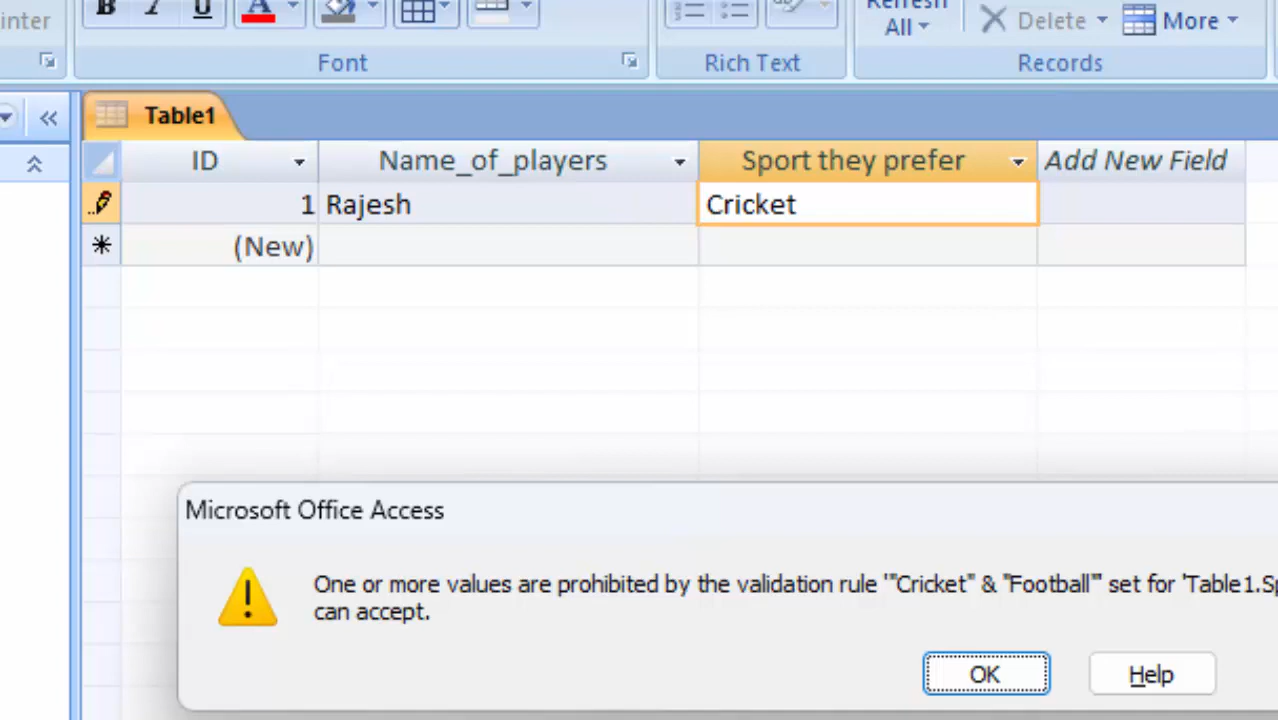 inter
B I U A
Refresh
All
Delete
More
Font
Rich Text
Records
Table1
ID
Name_of_players
Sport they prefer
Add New Field
1
Rajesh
Cricket
(New)
Microsoft Office Access
One or more values are prohibited by the validation rule '"Cricket" & "Football"' set for 'Table1.Sp
can accept.
OK
Help